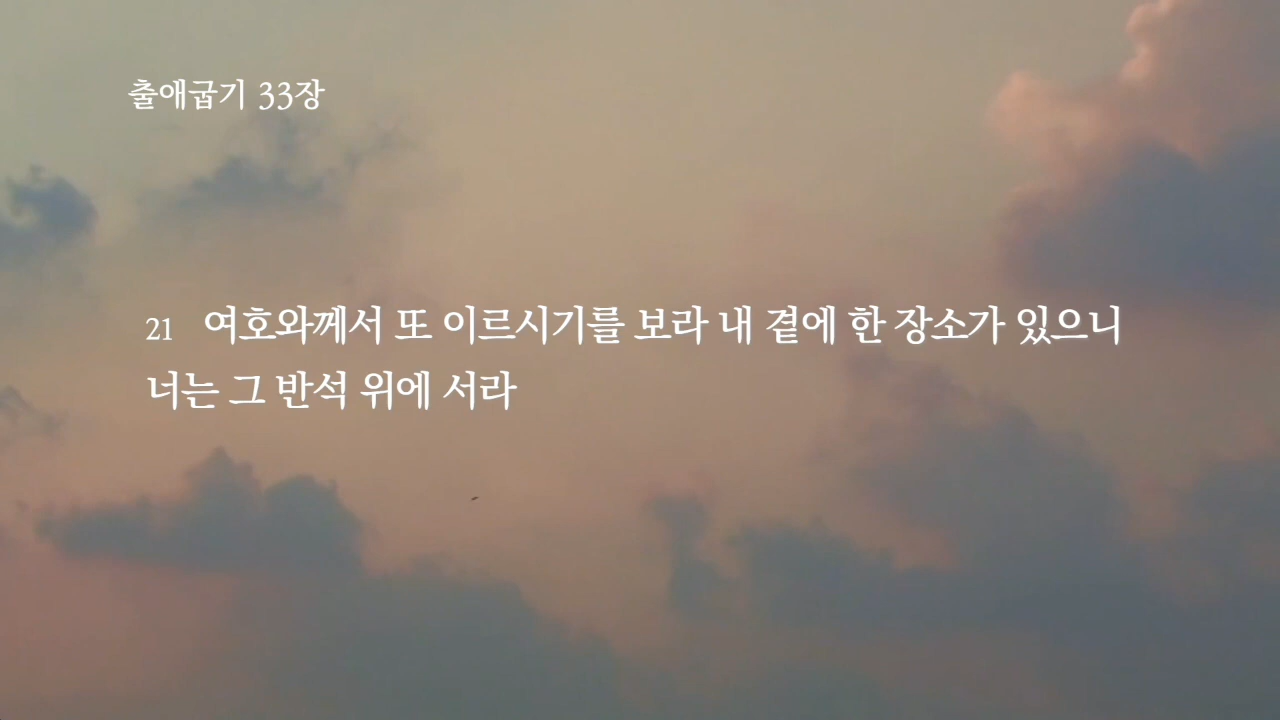 출애굽기 33장
21 여호와께서 또 이르시기를 보라 내 곁에 한 장소가 있으니
너는 그 반석 위에 서라